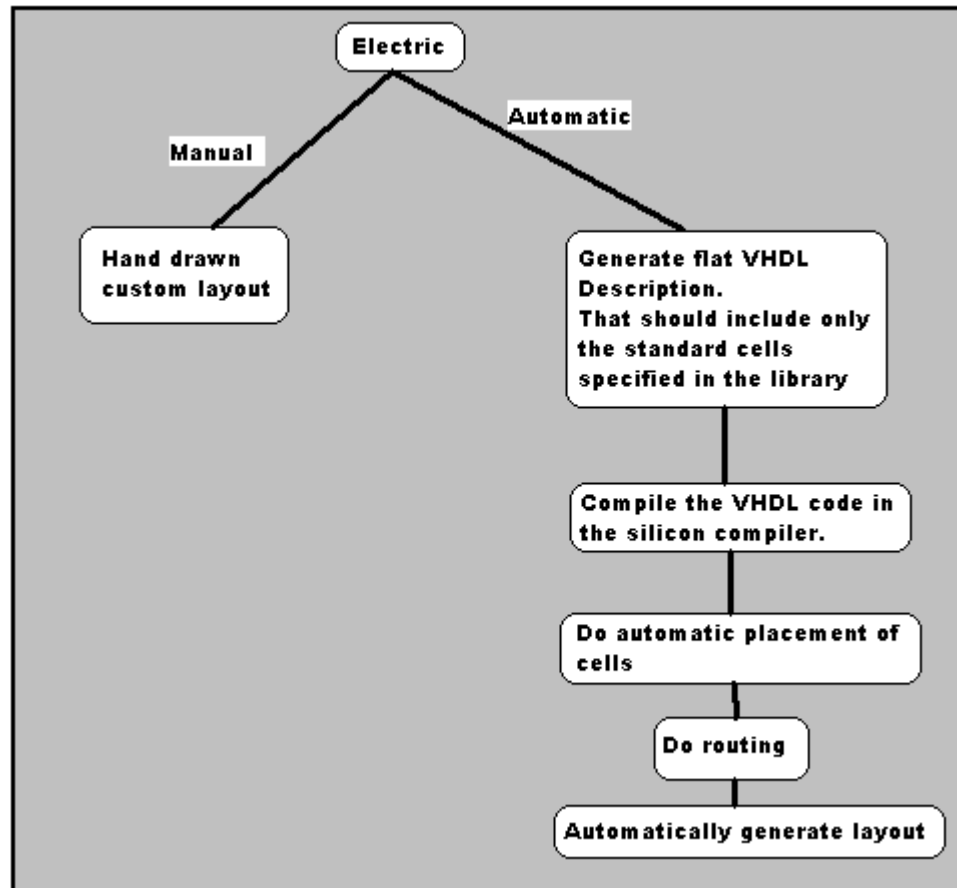 Electric
Automatic
Manual
Hand drawn
custom layout
Generate flat VHDL
Description.
That should include only
the standard cells
specified in the library
Compile the VHDL code in
the silicon compiler.
Do automatic placement of
cells
Do routing
Automatically generate layout